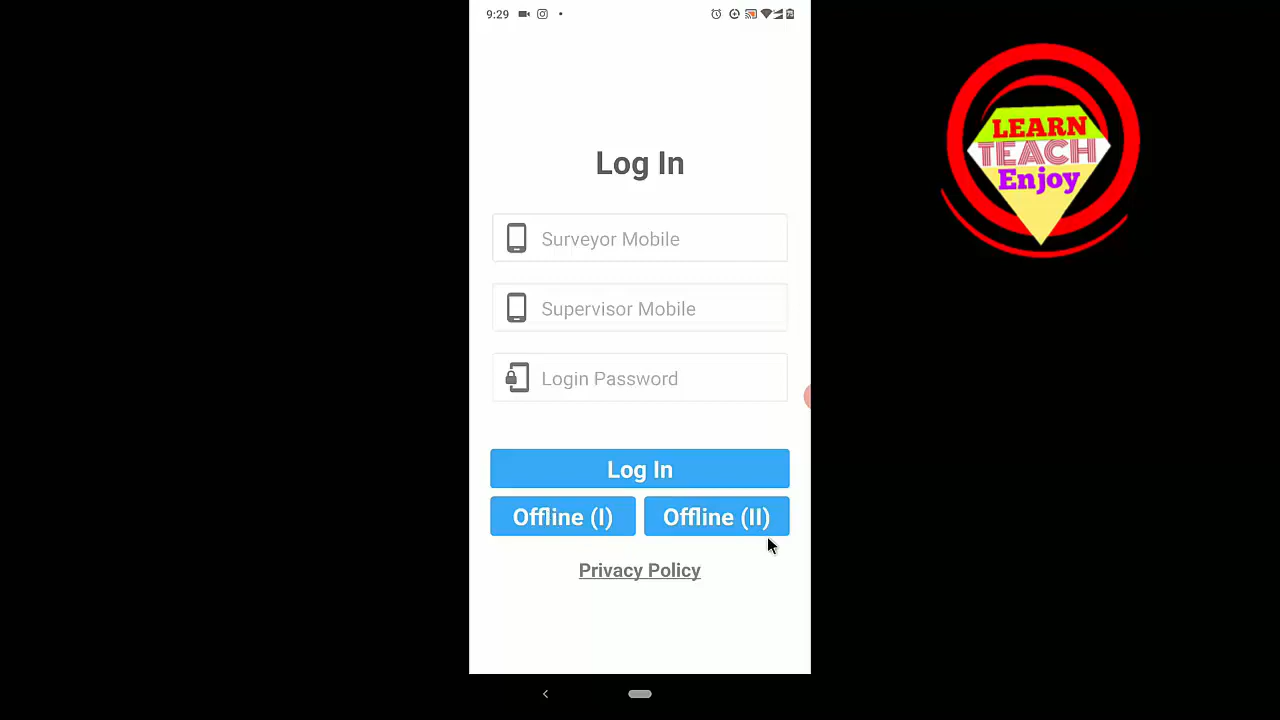 9:29
Log In
Surveyor Mobile
Supervisor Mobile
Login Password
Log In
Offline (I)
Offline (II)
Privacy Policy
LEARN
TEACH
Enjoy